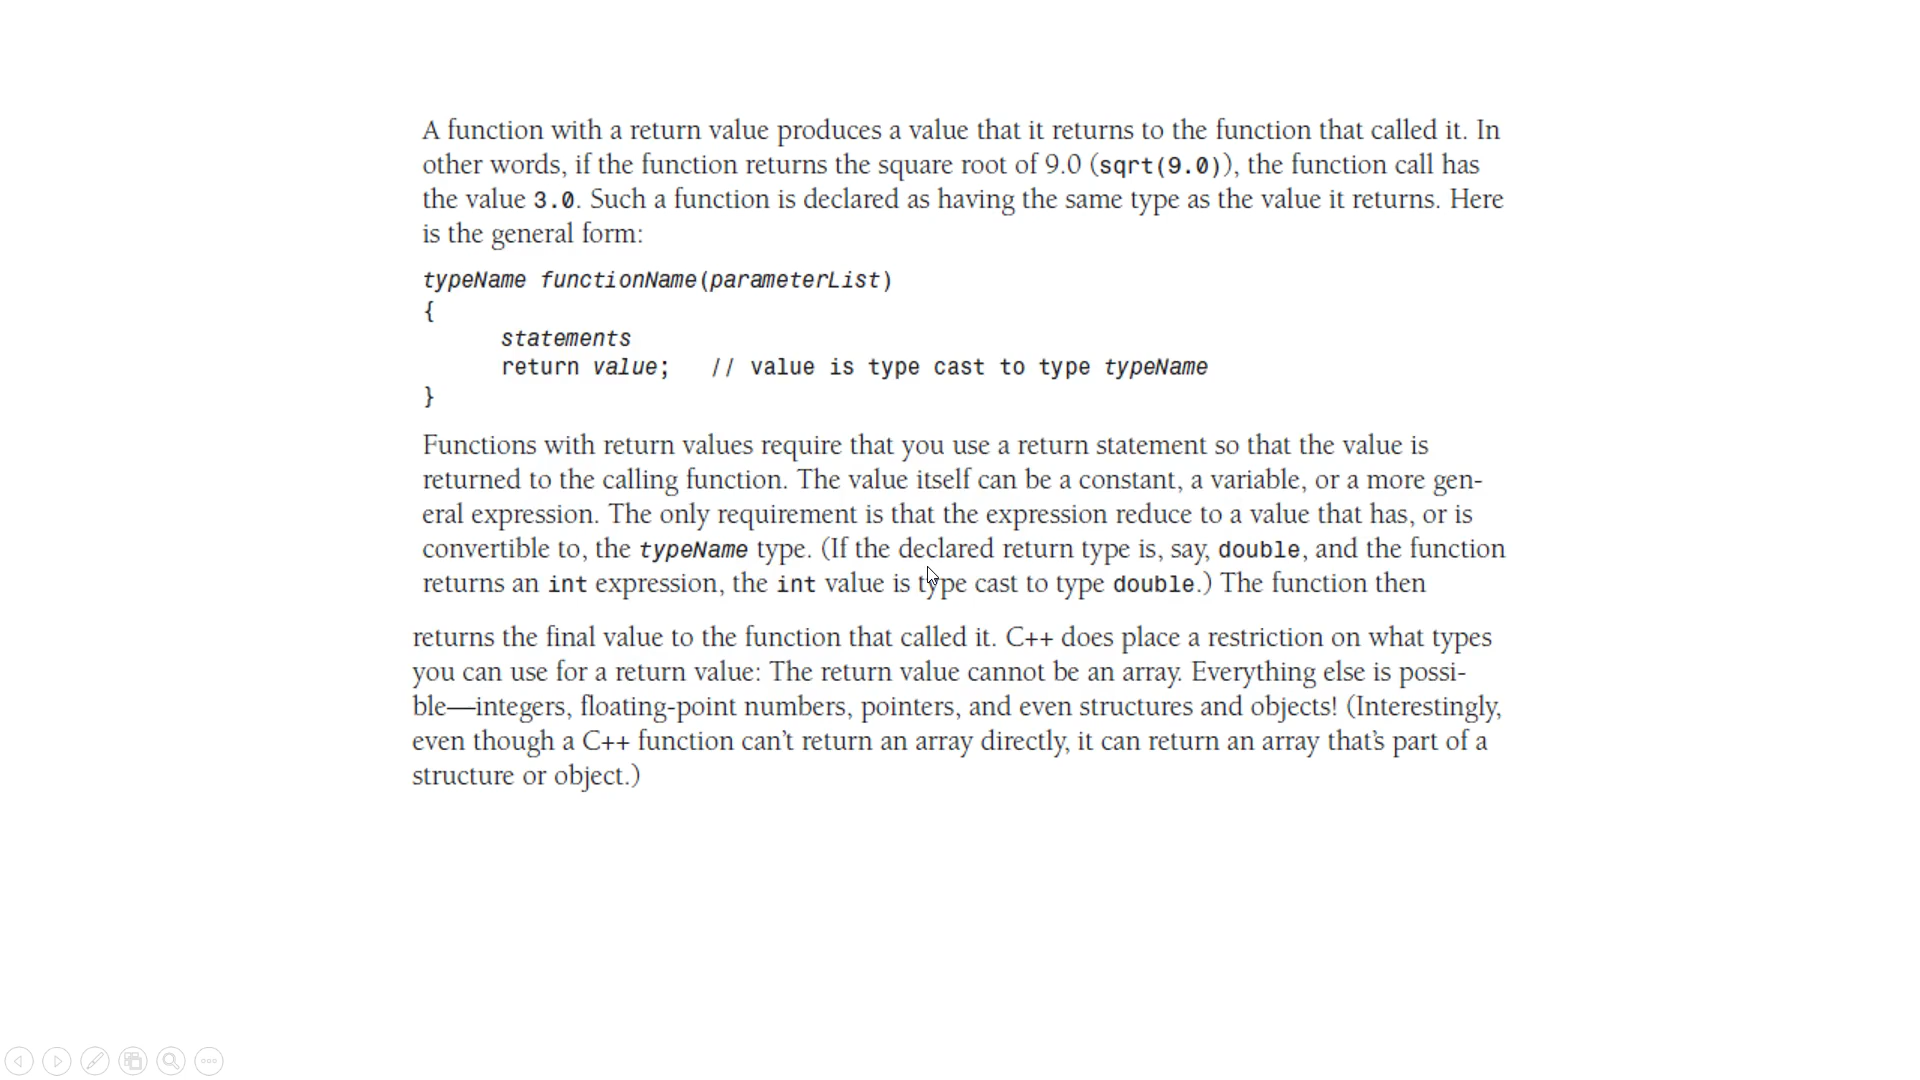 A function with a return value produces a value that it returns to the function that called it. In
other words, if the function returns the square root of 9.0 (sqrt(9.0)), the function call has
the value 3.0. Such a function is declared as having the same type as the value it returns. Here
is the general form:
typeName functionName(parameterList)
{
statements
return value;   // value is type cast to type typeName
}
Functions with return values require that you use a return statement so that the value is
returned to the calling function. The value itself can be a constant, a variable, or a more gen-
eral expression. The only requirement is that the expression reduce to a value that has, or is
convertible to, the typeName type. (If the declared return type is, say, double, and the function
returns an int expression, the int value is type cast to type double.) The function then
returns the final value to the function that called it. C++ does place a restriction on what types
you can use for a return value: The return value cannot be an array. Everything else is possi-
ble—integers, floating-point numbers, pointers, and even structures and objects! (Interestingly,
even though a C++ function can't return an array directly, it can return an array that's part of a
structure or object.)